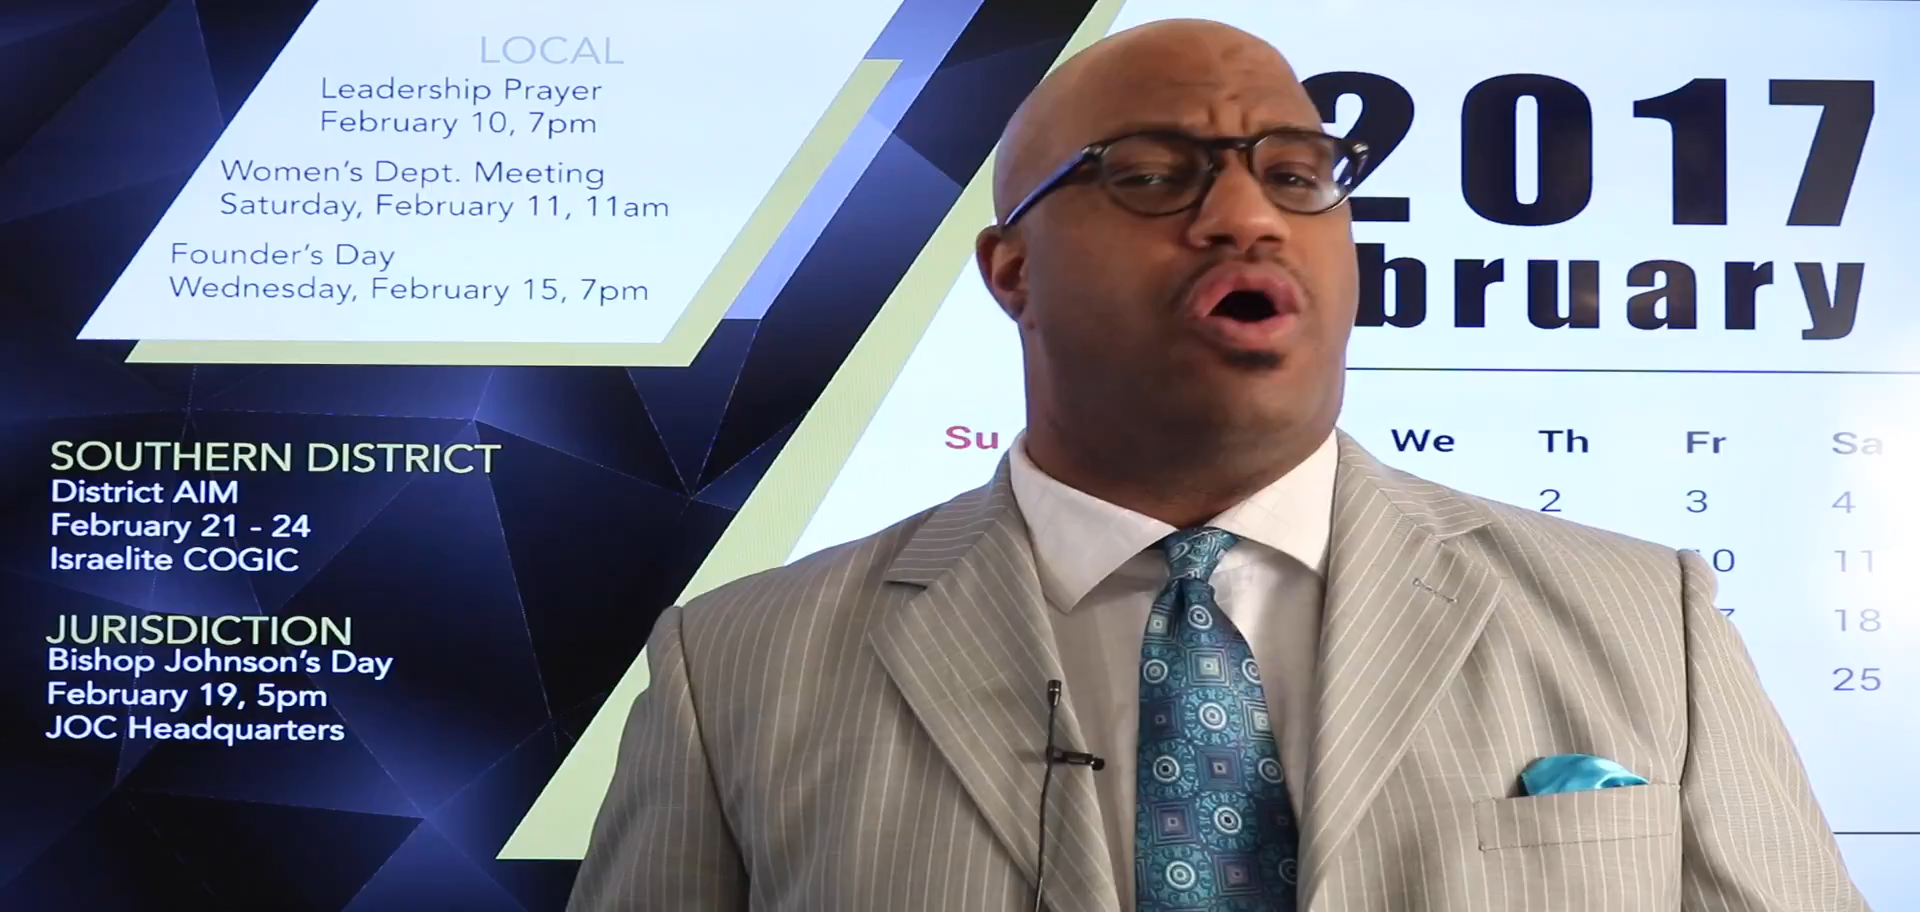 LOCAL
Leadership Prayer
February 10, 7pm
Women's Dept. Meeting
Saturday, February 11, 11am
Founder's Day
Wednesday, February 15, 7pm
SOUTHERN DISTRICT
District AIM
February 21 - 24
Israelite COGIC
JURISDICTION
Bishop Johnson's Day
February 19, 5pm
JOC Headquarters
2017
bruary
Su We Th Fr Sa
2 3 4
0 11
18
25